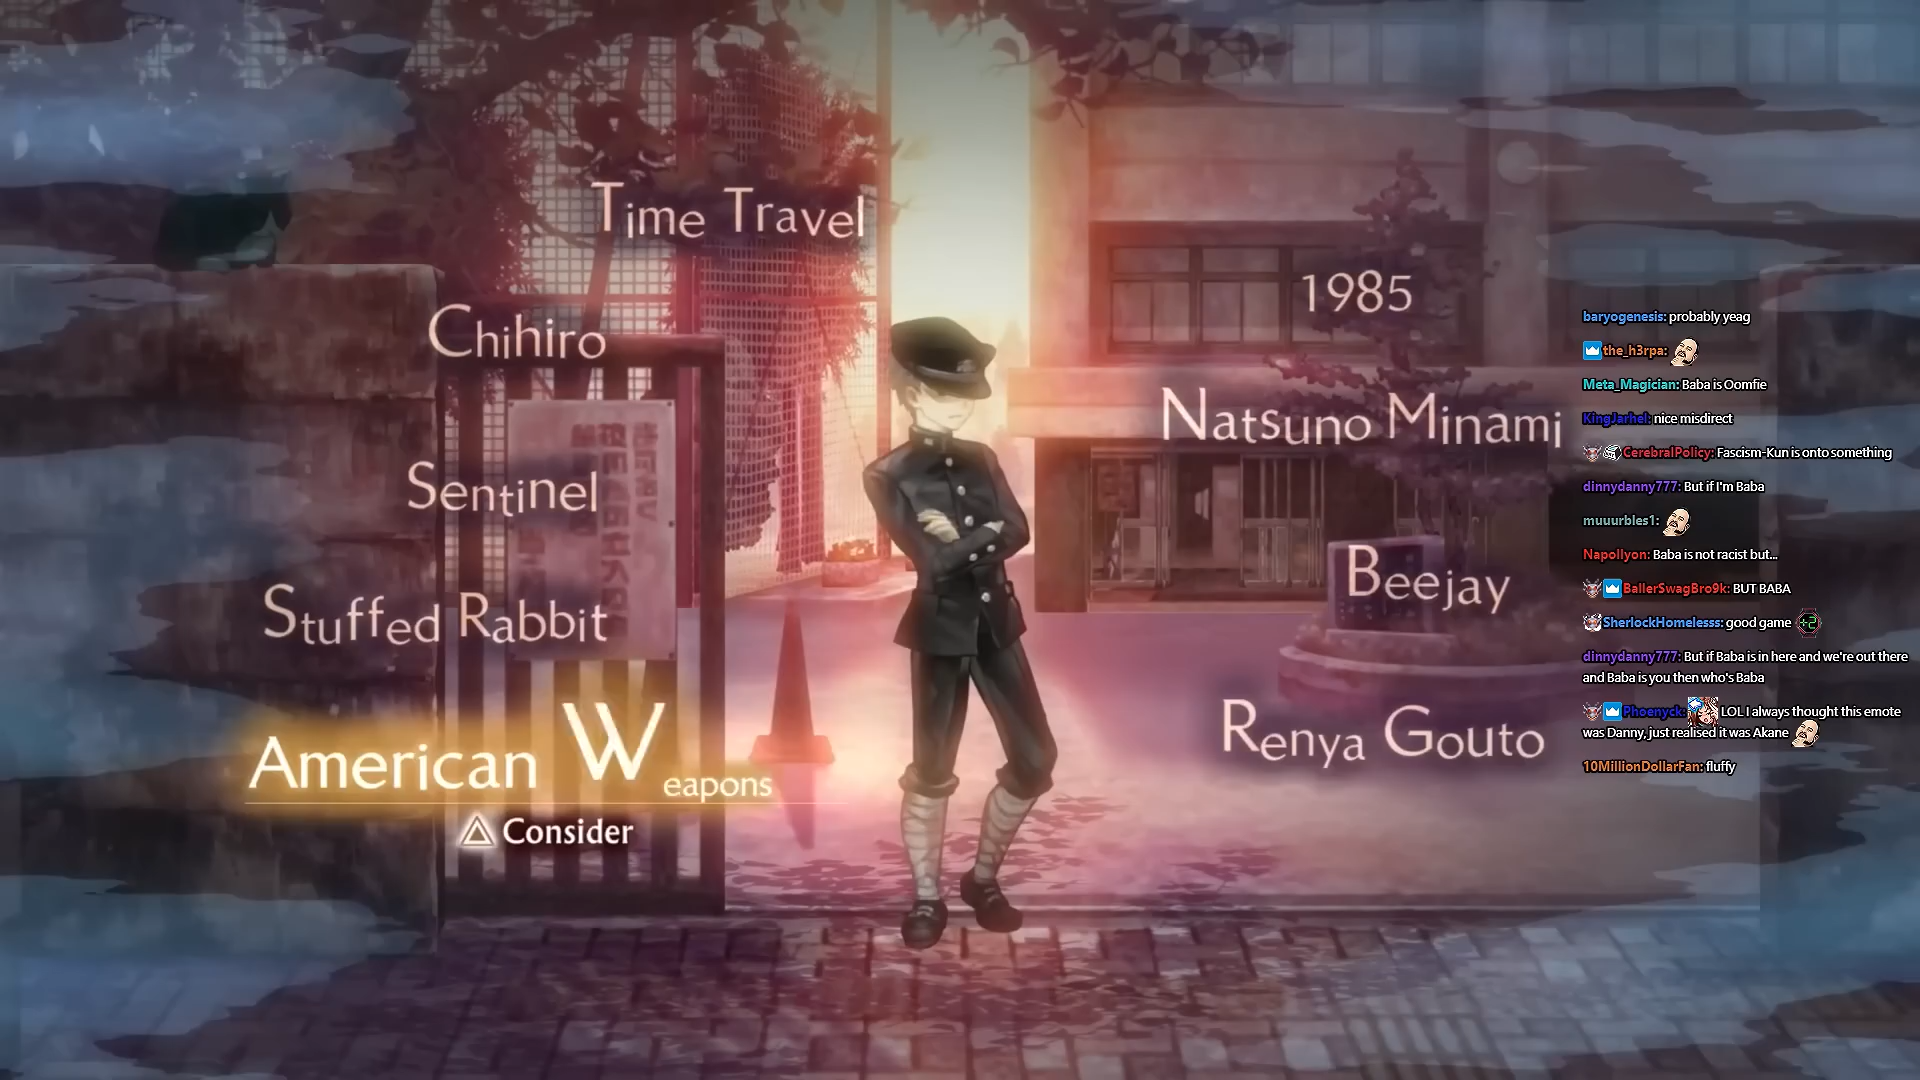 Time Travel
1985
Chihiro
Natsuno Minami
Sentinel
Beejay
Stuffed Rabbit
American Weapons
Renya Gouto
Consider
baryogenesis: probably yeag
the_h3rpa:
Meta_Magician: Baba is Oomfie
KingJarhel: nice misdirect
CerebralPolicy: Fascism-Kun is onto something
dinnydanny777: But if I'm Baba
muuurbles1:
Napollyon: Baba is not racist but...
BallerSwagBro9k: BUT BABA
SherlockHomelesss: good game +2
dinnydanny777: But if Baba is in here and we're out there
and Baba is you then who's Baba
Phoenyck: LOL I always thought this emote
was Danny, just realised it was Akane
10MillionDollarFan: fluffy